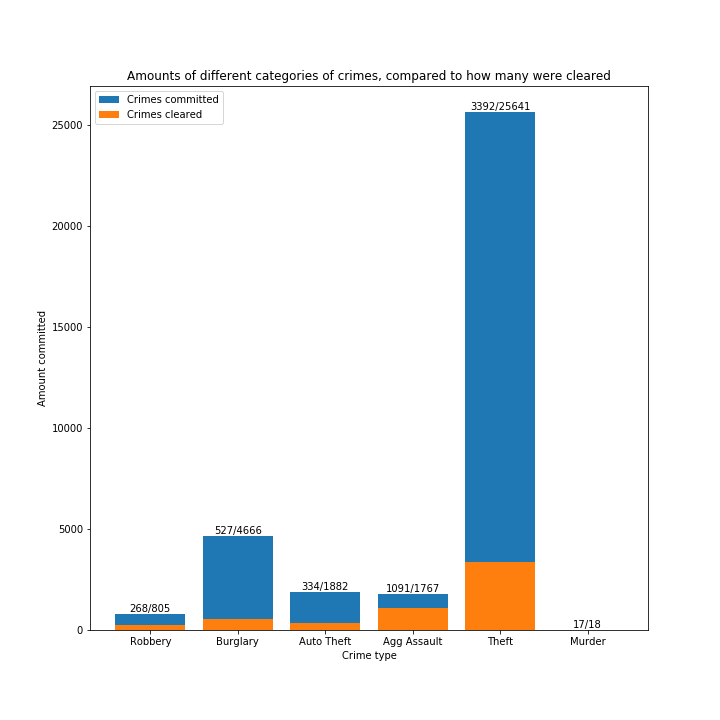 Amounts of different categories of crimes, compared to how many were cleared
Crimes committed
Crimes cleared
3392/25641
25000
20000
15000
10000
5000
0
Amount committed
527/4666
334/1882
1091/1767
268/805
17/18
Robbery
Burglary
Auto Theft
Agg Assault
Theft
Murder
Crime type